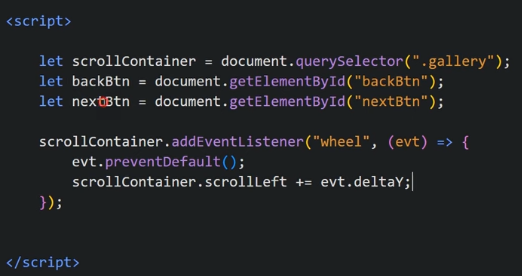 <script>
let scrollContainer = document.querySelector(".gallery");
let backBtn = document.getElementById("backBtn");
let nextBtn = document.getElementById("nextBtn");
scrollContainer.addEventListener("wheel", (evt) => {
evt.preventDefault();
scrollContainer.scrollLeft += evt.deltaY;
});
</script>